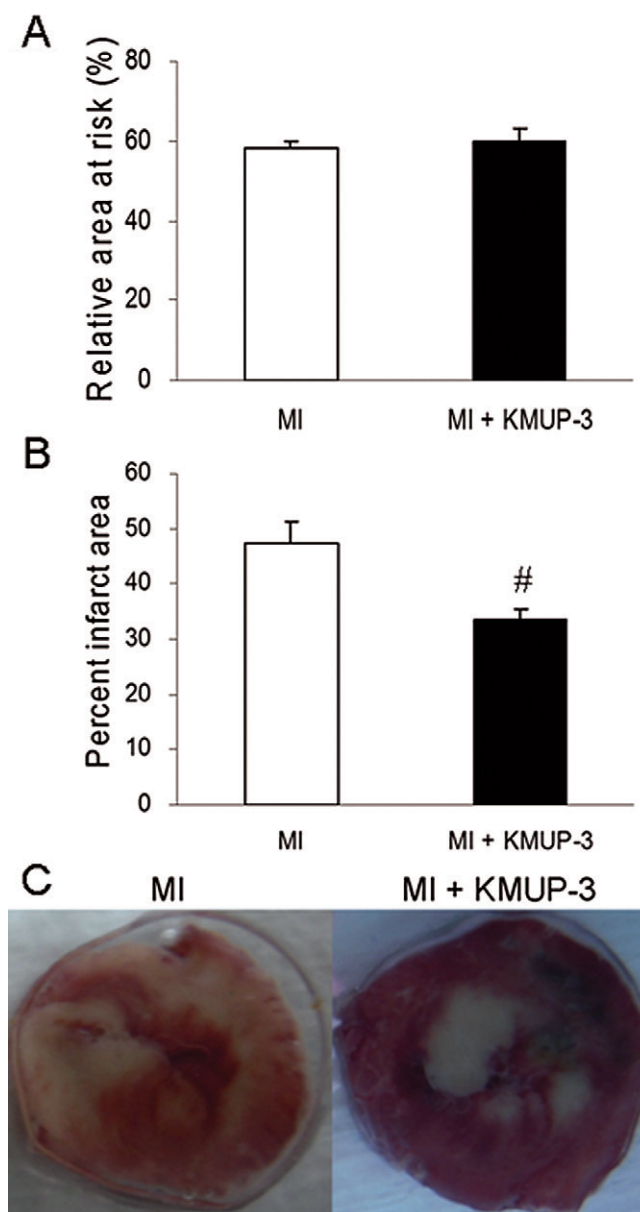 A
Relative area at risk (%)
80
60
40
20
0
MI
MI + KMUP-3
B
Percent infarct area
60
50
40
30
20
10
0
#
MI
MI + KMUP-3
C
MI
MI + KMUP-3